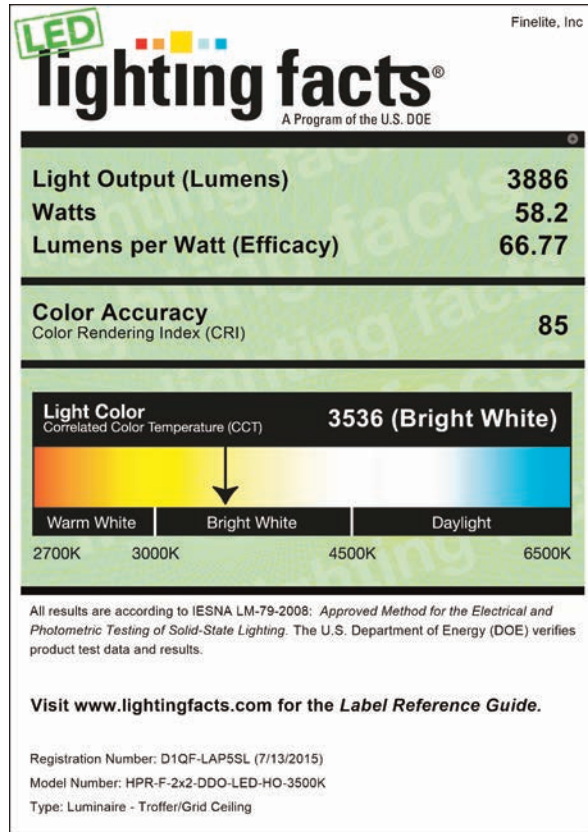 Finelite, Inc
LED
lighting facts®
A Program of the U.S. DOE
Light Output (Lumens) 3886
Watts 58.2
Lumens per Watt (Efficacy) 66.77
Color Accuracy
Color Rendering Index (CRI) 85
Light Color
Correlated Color Temperature (CCT) 3536 (Bright White)
Warm White Bright White Daylight
2700K 3000K 4500K 6500K
All results are according to IESNA LM-79-2008: Approved Method for the Electrical and
Photometric Testing of Solid-State Lighting. The U.S. Department of Energy (DOE) verifies
product test data and results.
Visit www.lightingfacts.com for the Label Reference Guide.
Registration Number: D1QF-LAP5SL (7/13/2015)
Model Number: HPR-F-2x2-DDO-LED-HO-3500K
Type: Luminaire - Troffer/Grid Ceiling